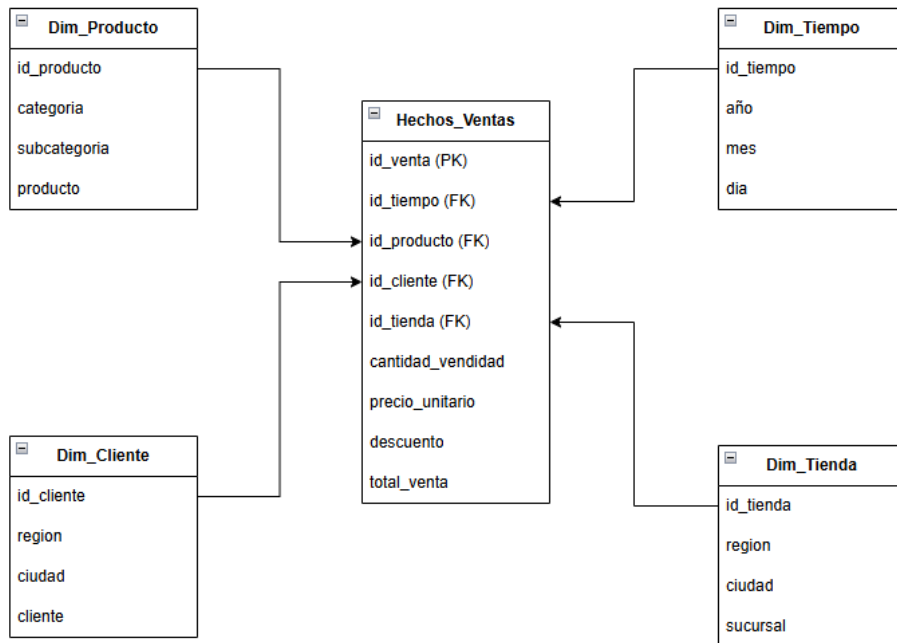 Dim_Producto
id_producto
categoria
subcategoria
producto
Dim_Tiempo
id_tiempo
año
mes
dia
Hechos_Ventas
id_venta (PK)
id_tiempo (FK)
id_producto (FK)
id_cliente (FK)
id_tienda (FK)
cantidad_vendidad
precio_unitario
descuento
total_venta
Dim_Cliente
id_cliente
region
ciudad
cliente
Dim_Tienda
id_tienda
region
ciudad
sucursal